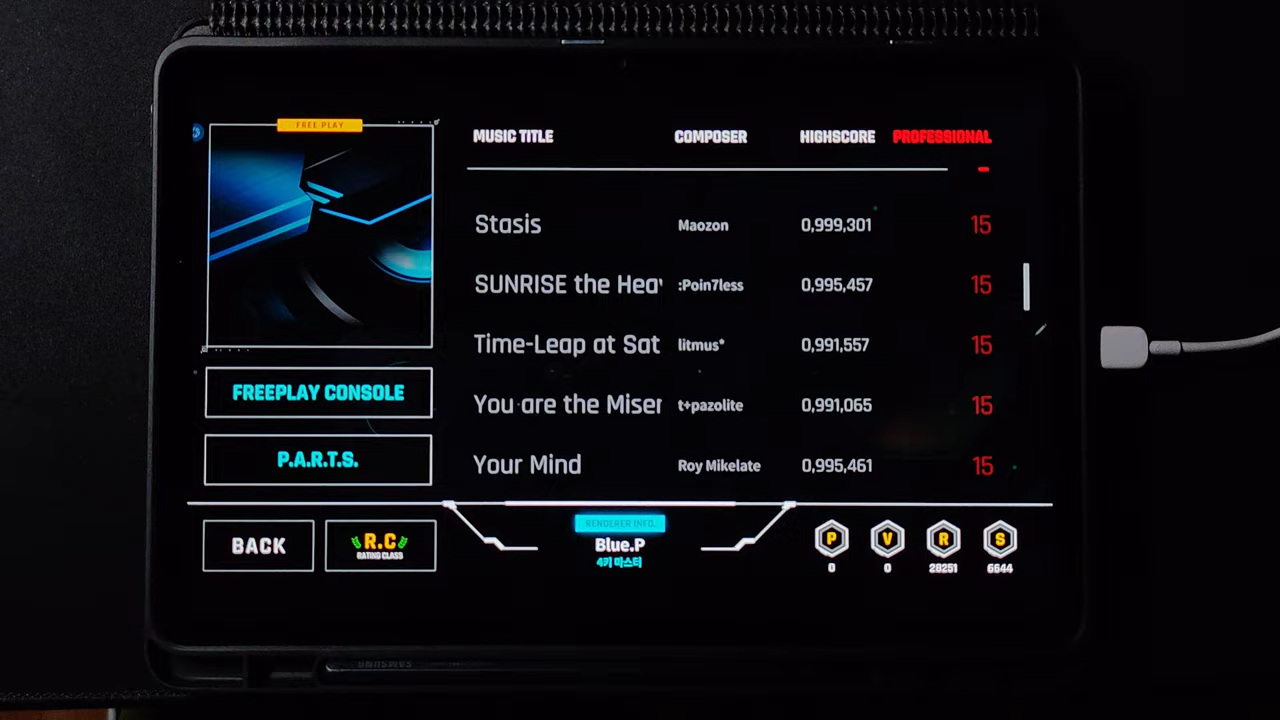 FREE PLAY
MUSIC TITLE COMPOSER HIGHSCORE PROFESSIONAL
Stasis Maozon 0,999,301 15
SUNRISE the Hea :Poin7less 0,995,457 15
Time-Leap at Sat litmus* 0,991,557 15
You are the Miser t+pazolite 0,991,065 15
Your Mind Roy Mikelate 0,995,461 15
FREEPLAY CONSOLE
P.A.R.T.S.
BACK
R.C
RATING CLASS
RENDERER INFO.
Blue.P
4키 마스터
P V R S
0 0 28251 6644
SAMSUNG